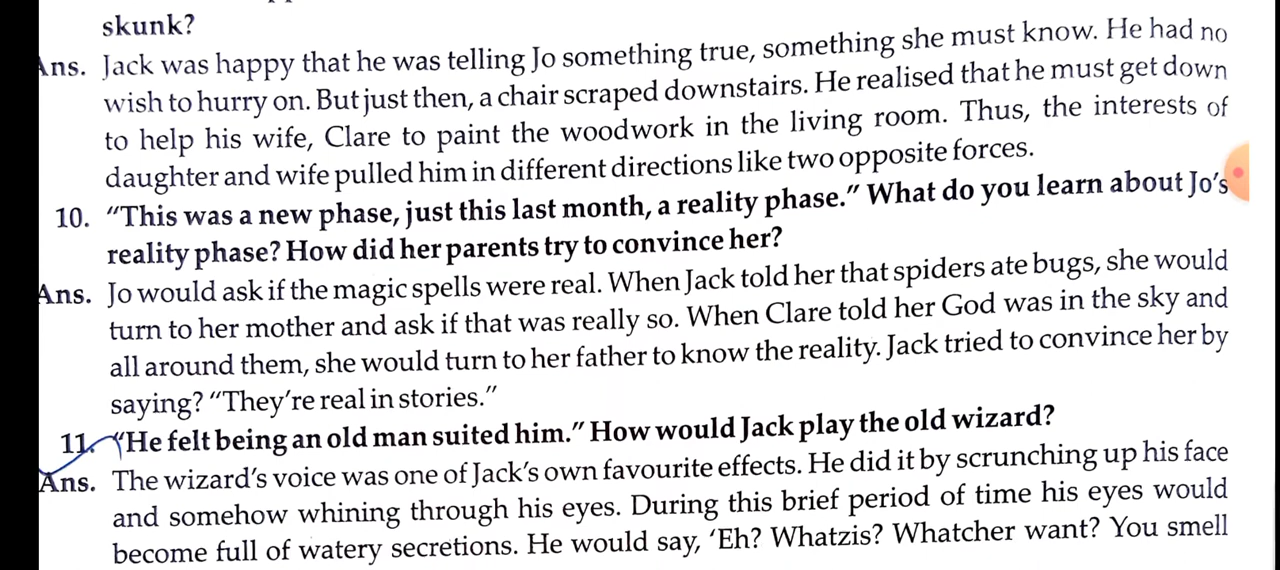 skunk?
Ans. Jack was happy that he was telling Jo something true, something she must know. He had no
wish to hurry on. But just then, a chair scraped downstairs. He realised that he must get down
to help his wife, Clare to paint the woodwork in the living room. Thus, the interests of
daughter and wife pulled him in different directions like two opposite forces.
10. "This was a new phase, just this last month, a reality phase." What do you learn about Jo's
reality phase? How did her parents try to convince her?
Ans. Jo would ask if the magic spells were real. When Jack told her that spiders ate bugs, she would
turn to her mother and ask if that was really so. When Clare told her God was in the sky and
all around them, she would turn to her father to know the reality. Jack tried to convince her by
saying? "They're real in stories."
11. "He felt being an old man suited him." How would Jack play the old wizard?
Ans. The wizard's voice was one of Jack's own favourite effects. He did it by scrunching up his face
and somehow whining through his eyes. During this brief period of time his eyes would
become full of watery secretions. He would say, 'Eh? Whatzis? Whatcher want? You smell